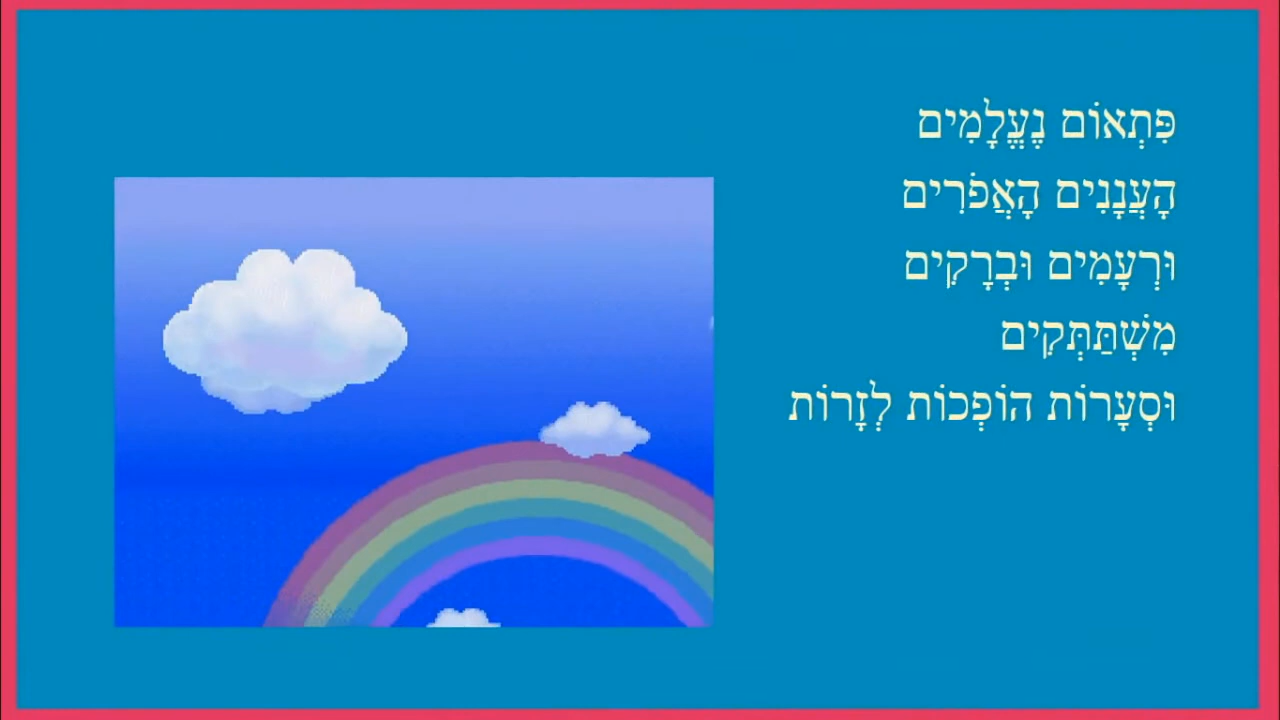 פִּתְאוֹם נֶעֱלָמִים
הָעֲנָנִים הָאֲפֹרִים
וּרְעָמִים וּבְרָקִים
מִשְׁתַּתְּקִים
וּסְעָרוֹת הוֹפְכוֹת לְזָרוֹת